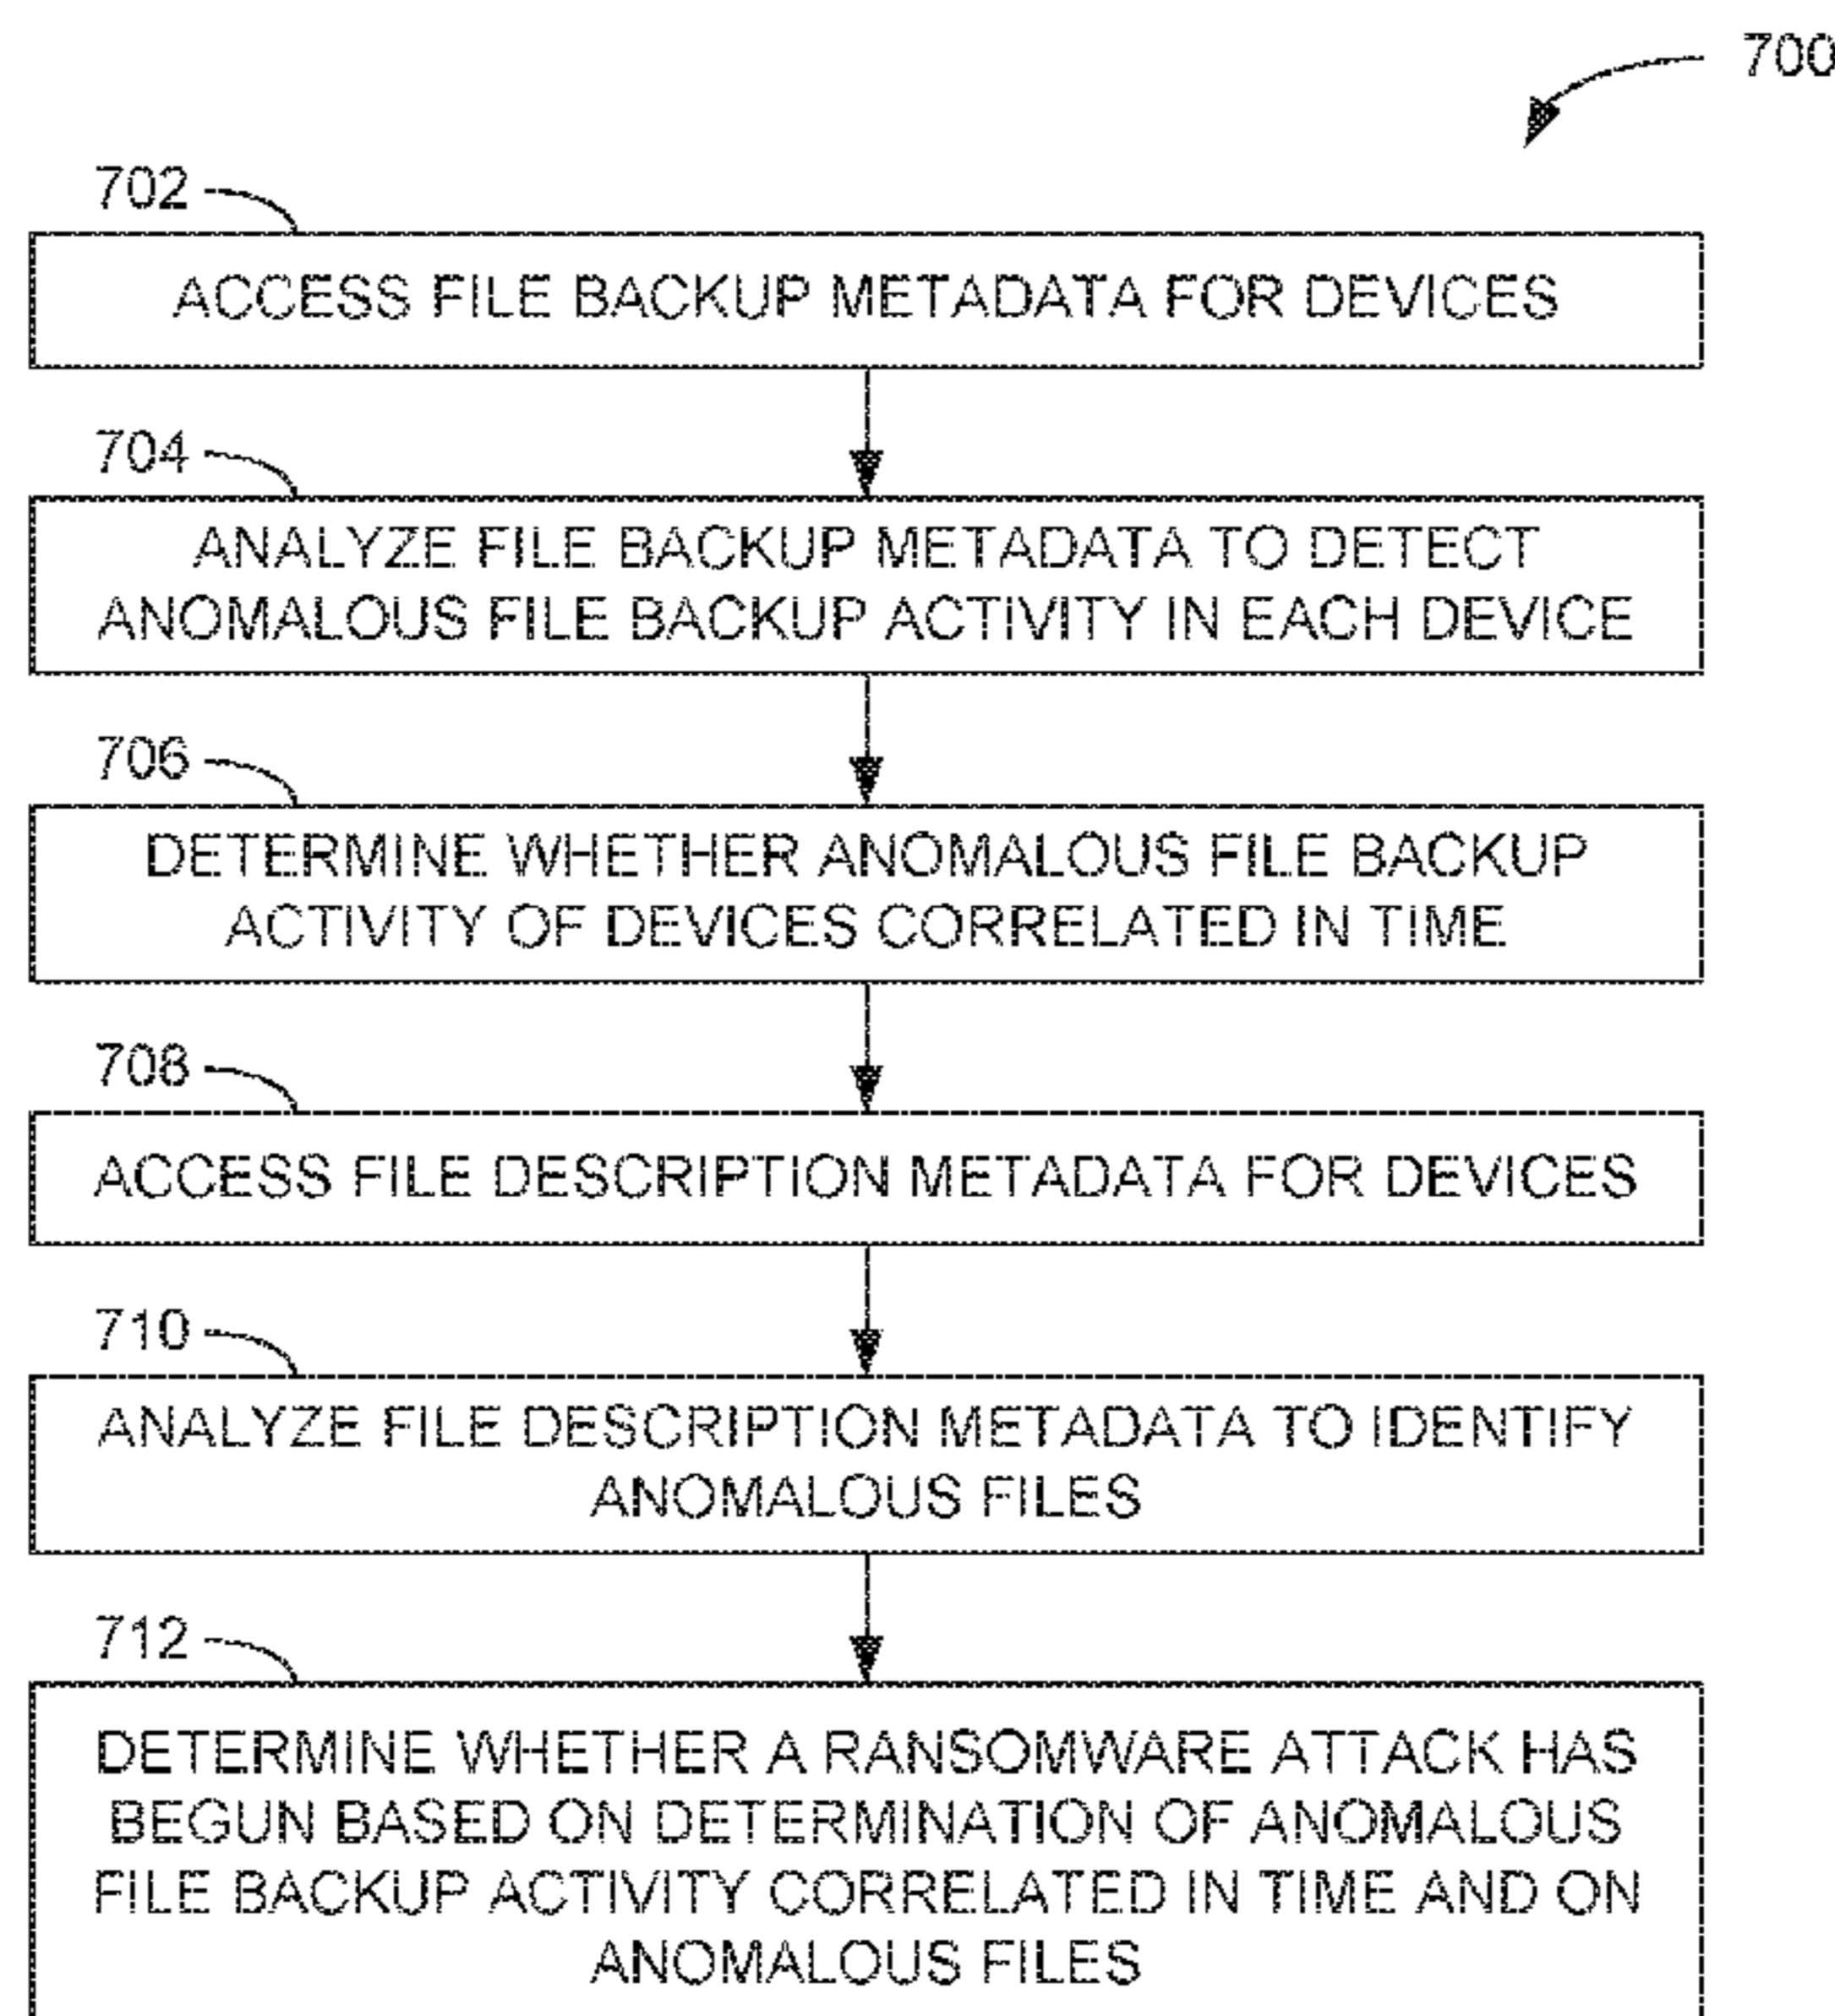 700
702
ACCESS FILE BACKUP METADATA FOR DEVICES
704
ANALYZE FILE BACKUP METADATA TO DETECT
ANOMALOUS FILE BACKUP ACTIVITY IN EACH DEVICE
706
DETERMINE WHETHER ANOMALOUS FILE BACKUP
ACTIVITY OF DEVICES CORRELATED IN TIME
708
ACCESS FILE DESCRIPTION METADATA FOR DEVICES
710
ANALYZE FILE DESCRIPTION METADATA TO IDENTIFY
ANOMALOUS FILES
712
DETERMINE WHETHER A RANSOMWARE ATTACK HAS
BEGUN BASED ON DETERMINATION OF ANOMALOUS
FILE BACKUP ACTIVITY CORRELATED IN TIME AND ON
ANOMALOUS FILES